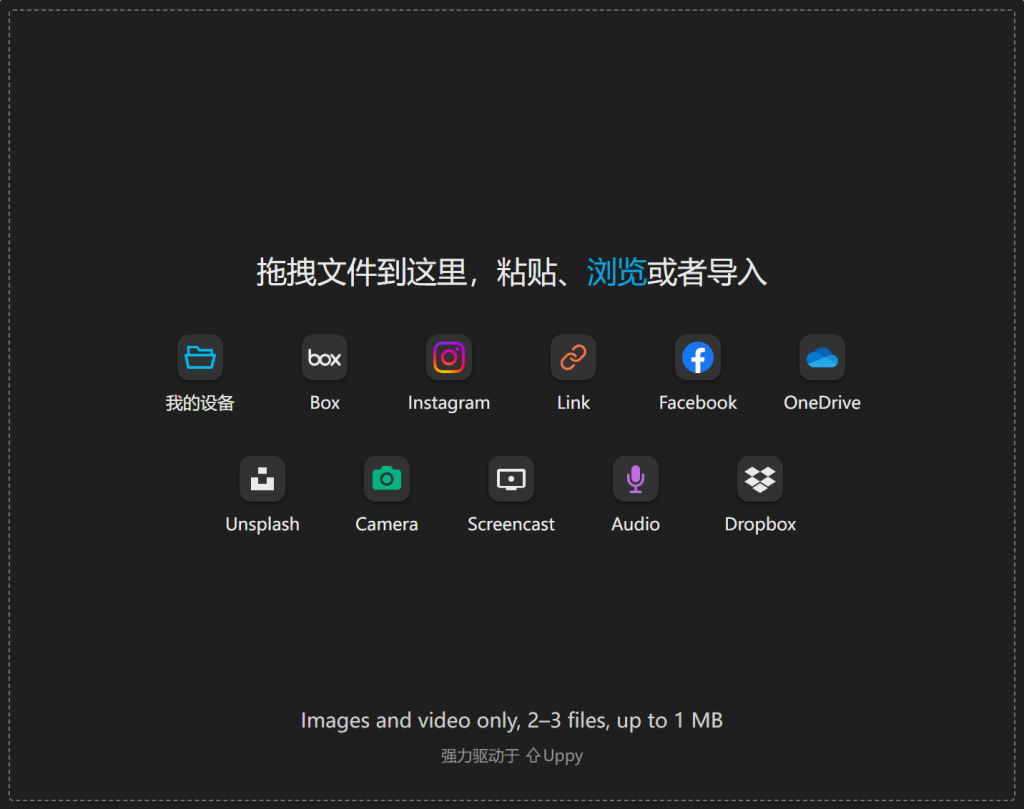 拖拽文件到这里，粘贴、浏览或者导入
box
我的设备 Box Instagram Link Facebook OneDrive
Unsplash Camera Screencast Audio Dropbox
Images and video only, 2–3 files, up to 1 MB
强力驱动于 Uppy